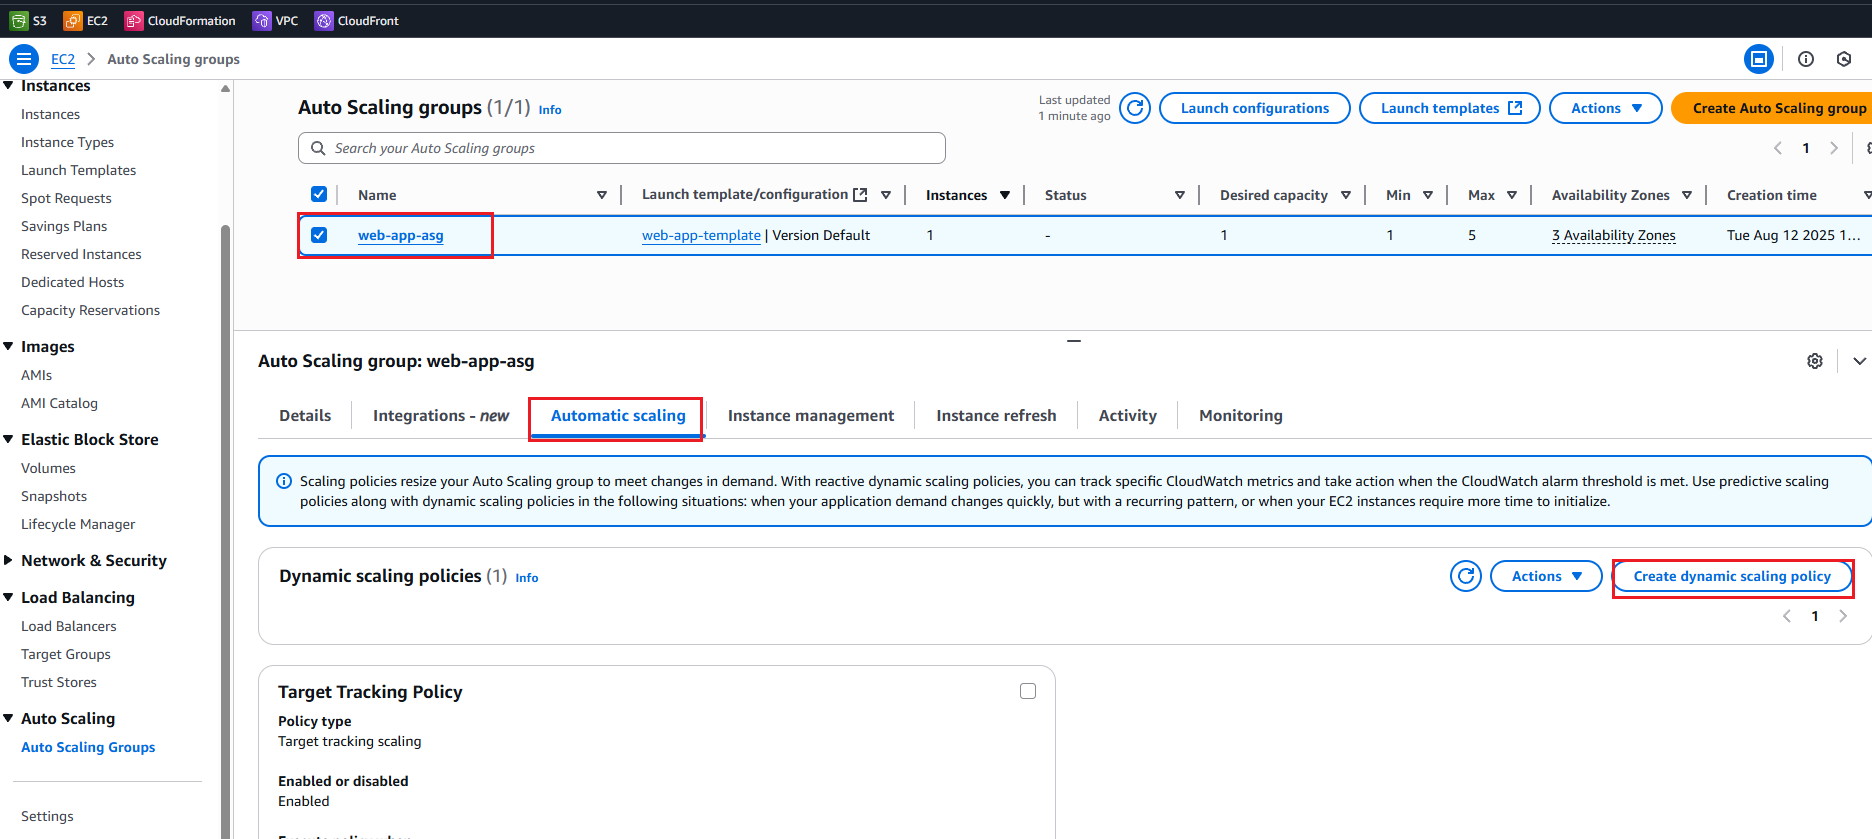 S3 EC2 CloudFormation VPC CloudFront
EC2 Auto Scaling groups
Instances
Instances
Instance Types
Launch Templates
Spot Requests
Savings Plans
Reserved Instances
Dedicated Hosts
Capacity Reservations
Images
AMIs
AMI Catalog
Elastic Block Store
Volumes
Snapshots
Lifecycle Manager
Network & Security
Load Balancing
Load Balancers
Target Groups
Trust Stores
Auto Scaling
Auto Scaling Groups
Settings
Auto Scaling groups (1/1) Info
Last updated
1 minute ago
Launch configurations
Launch templates
Actions
Create Auto Scaling group
Search your Auto Scaling groups
1
Name Launch template/configuration Instances Status Desired capacity Min Max Availability Zones Creation time
web-app-asg web-app-template | Version Default 1 - 1 1 5 3 Availability Zones Tue Aug 12 2025 1...
Auto Scaling group: web-app-asg
Details Integrations - new Automatic scaling Instance management Instance refresh Activity Monitoring
Scaling policies resize your Auto Scaling group to meet changes in demand. With reactive dynamic scaling policies, you can track specific CloudWatch metrics and take action when the CloudWatch alarm threshold is met. Use predictive scaling
policies along with dynamic scaling policies in the following situations: when your application demand changes quickly, but with a recurring pattern, or when your EC2 instances require more time to initialize.
Dynamic scaling policies (1) Info
Actions
Create dynamic scaling policy
1
Target Tracking Policy
Policy type
Target tracking scaling
Enabled or disabled
Enabled